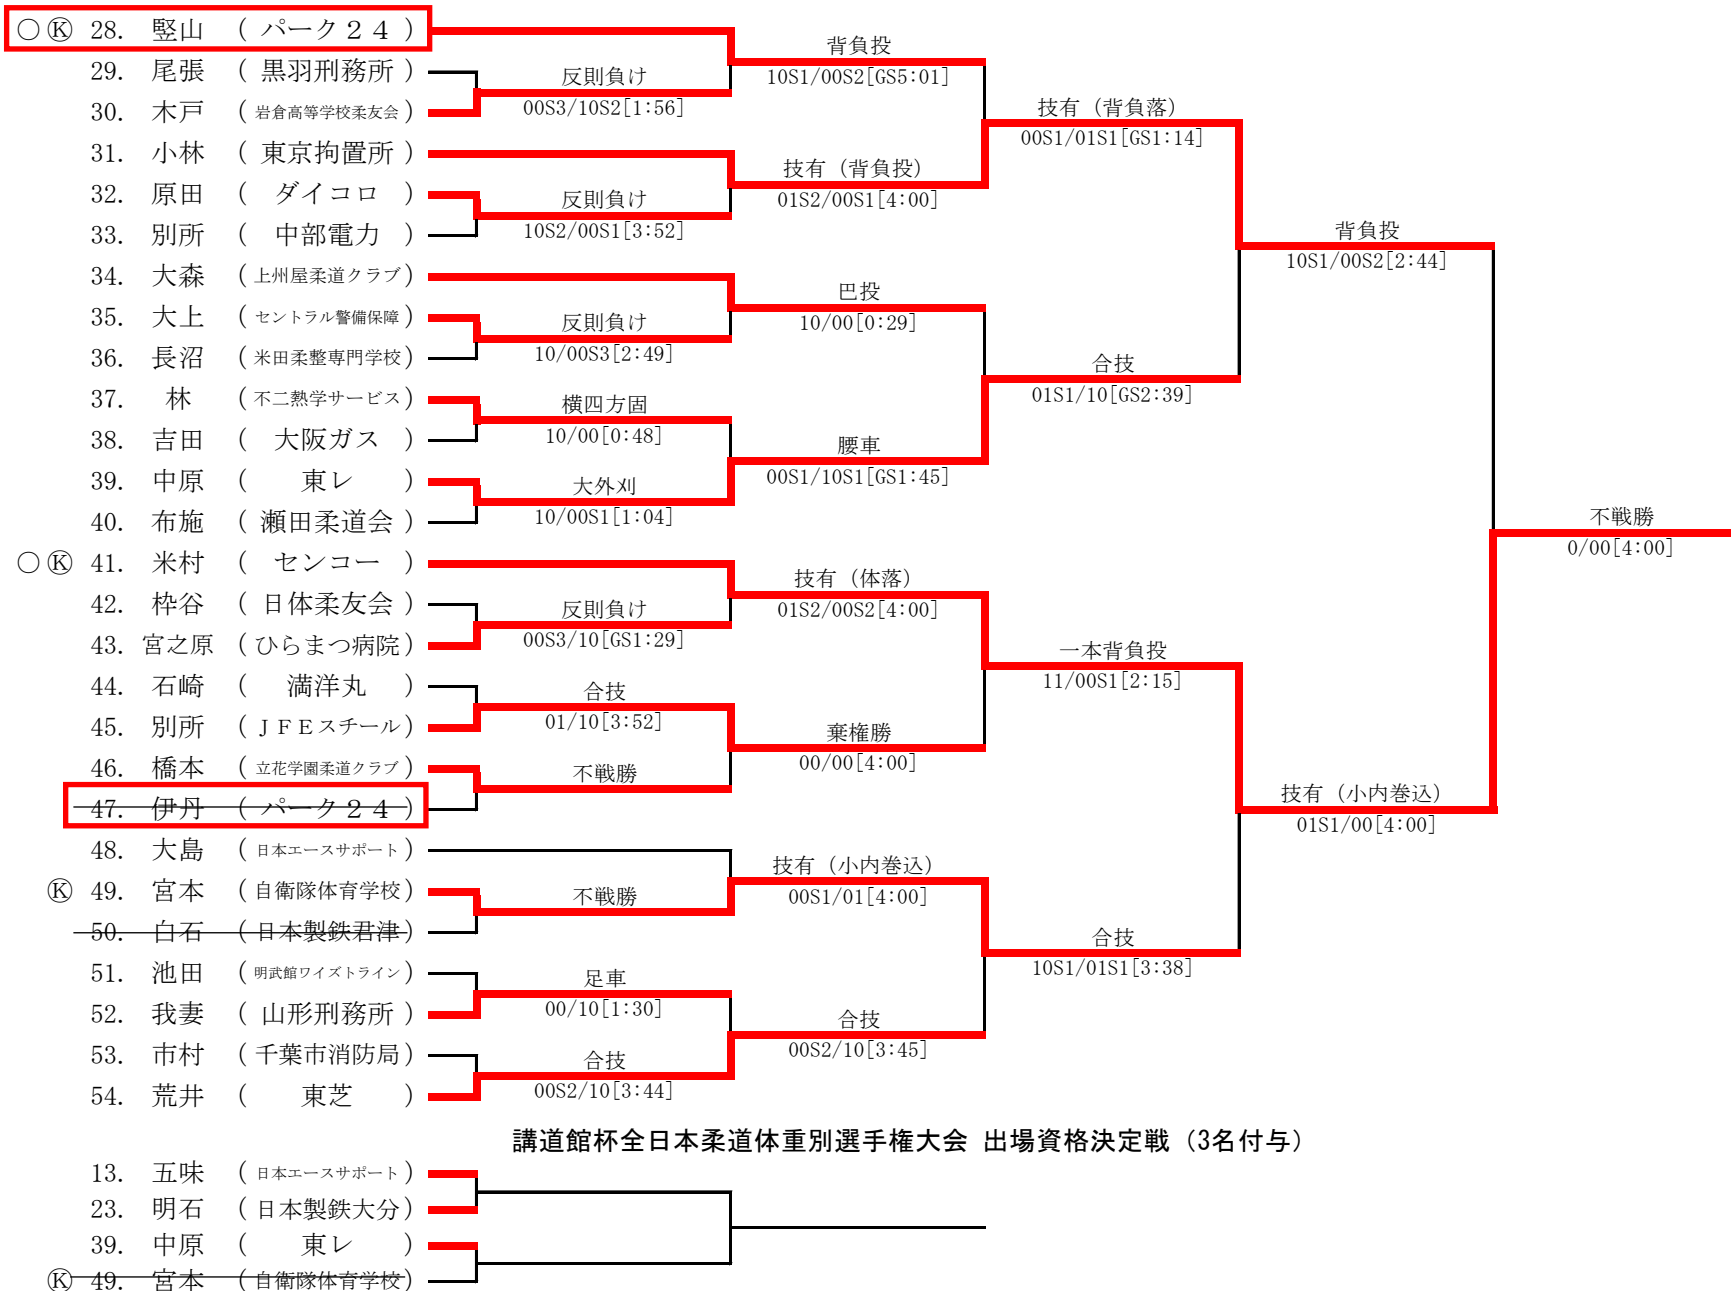 ○ Ⓚ 28. 竪山 ( パーク２４ )
背負投
29. 尾張 ( 黒羽刑務所 )
反則負け
10S1/00S2[GS5:01]
30. 木戸 ( 岩倉高等学校柔友会 )
00S3/10S2[1:56]
技有（背負落）
00S1/01S1[GS1:14]
31. 小林 ( 東京拘置所 )
技有（背負投）
32. 原田 ( ダイコロ )
反則負け
01S2/00S1[4:00]
33. 別所 ( 中部電力 )
10S2/00S1[3:52]
背負投
10S1/00S2[2:44]
34. 大森 ( 上州屋柔道クラブ )
巴投
35. 大上 ( セントラル警備保障 )
反則負け
10/00[0:29]
36. 長沼 ( 米田柔整専門学校 )
10/00S3[2:49]
合技
01S1/10[GS2:39]
37. 林 ( 不二熱学サービス )
横四方固
38. 吉田 ( 大阪ガス )
10/00[0:48]
腰車
00S1/10S1[GS1:45]
39. 中原 ( 東レ )
大外刈
40. 布施 ( 瀬田柔道会 )
10/00S1[1:04]
不戦勝
0/00[4:00]
○ Ⓚ 41. 米村 ( センコー )
技有（体落）
42. 枠谷 ( 日体柔友会 )
反則負け
01S2/00S2[4:00]
43. 宮之原 ( ひらまつ病院 )
00S3/10[GS1:29]
一本背負投
11/00S1[2:15]
44. 石崎 ( 満洋丸 )
合技
45. 別所 ( ＪＦＥスチール )
01/10[3:52]
棄権勝
00/00[4:00]
46. 橋本 ( 立花学園柔道クラブ )
不戦勝
47. 伊丹 ( パーク２４ )
技有（小内巻込）
01S1/00[4:00]
48. 大島 ( 日本エースサポート )
技有（小内巻込）
Ⓚ 49. 宮本 ( 自衛隊体育学校 )
不戦勝
00S1/01[4:00]
50. 白石 ( 日本製鉄君津 )
合技
10S1/01S1[3:38]
51. 池田 ( 明武館ワイズトライン )
足車
52. 我妻 ( 山形刑務所 )
00/10[1:30]
合技
00S2/10[3:45]
53. 市村 ( 千葉市消防局 )
合技
54. 荒井 ( 東芝 )
00S2/10[3:44]
講道館杯全日本柔道体重別選手権大会 出場資格決定戦（3名付与）
13. 五味 ( 日本エースサポート )
23. 明石 ( 日本製鉄大分 )
39. 中原 ( 東レ )
Ⓚ 49. 宮本 ( 自衛隊体育学校 )